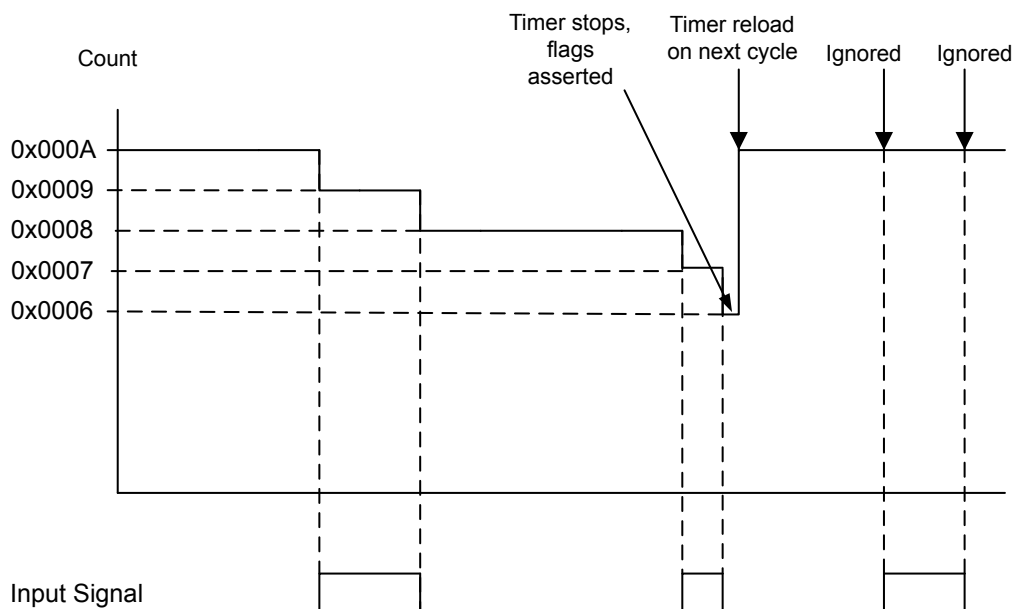 Timer stops,
flags
asserted
Timer reload
on next cycle
Ignored
Ignored
Count
0x000A
0x0009
0x0008
0x0007
0x0006
Input Signal